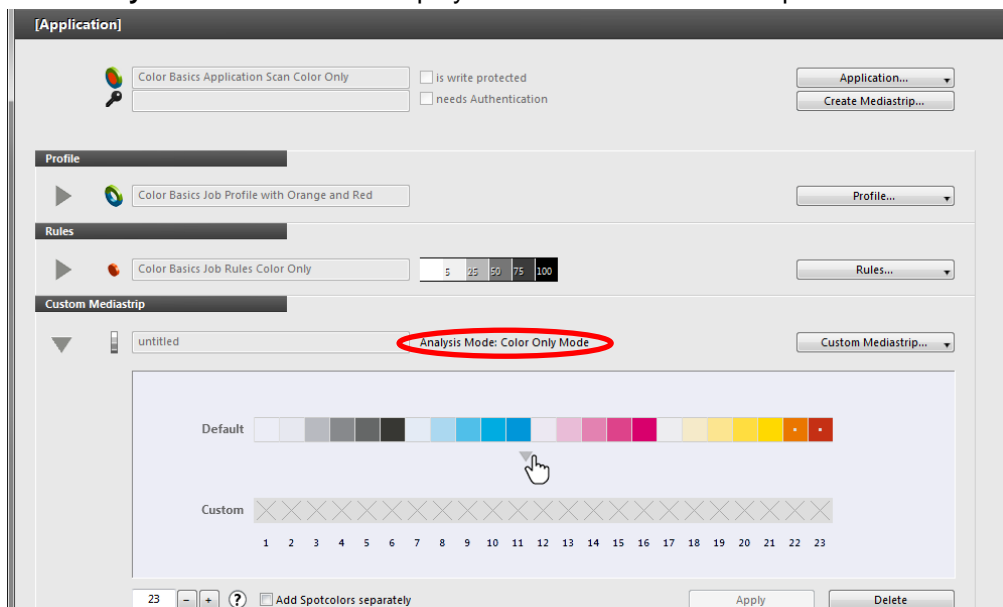 [Application]
Color Basics Application Scan Color Only is write protected Application...
needs Authentication Create Mediastrip...
Profile
Color Basics Job Profile with Orange and Red Profile...
Rules
Color Basics Job Rules Color Only 5 25 50 75 100 Rules...
Custom Mediastrip
untitled Analysis Mode: Color Only Mode Custom Mediastrip...
Default
Custom
1 2 3 4 5 6 7 8 9 10 11 12 13 14 15 16 17 18 19 20 21 22 23
23 - + ? Add Spotcolors separately Apply Delete